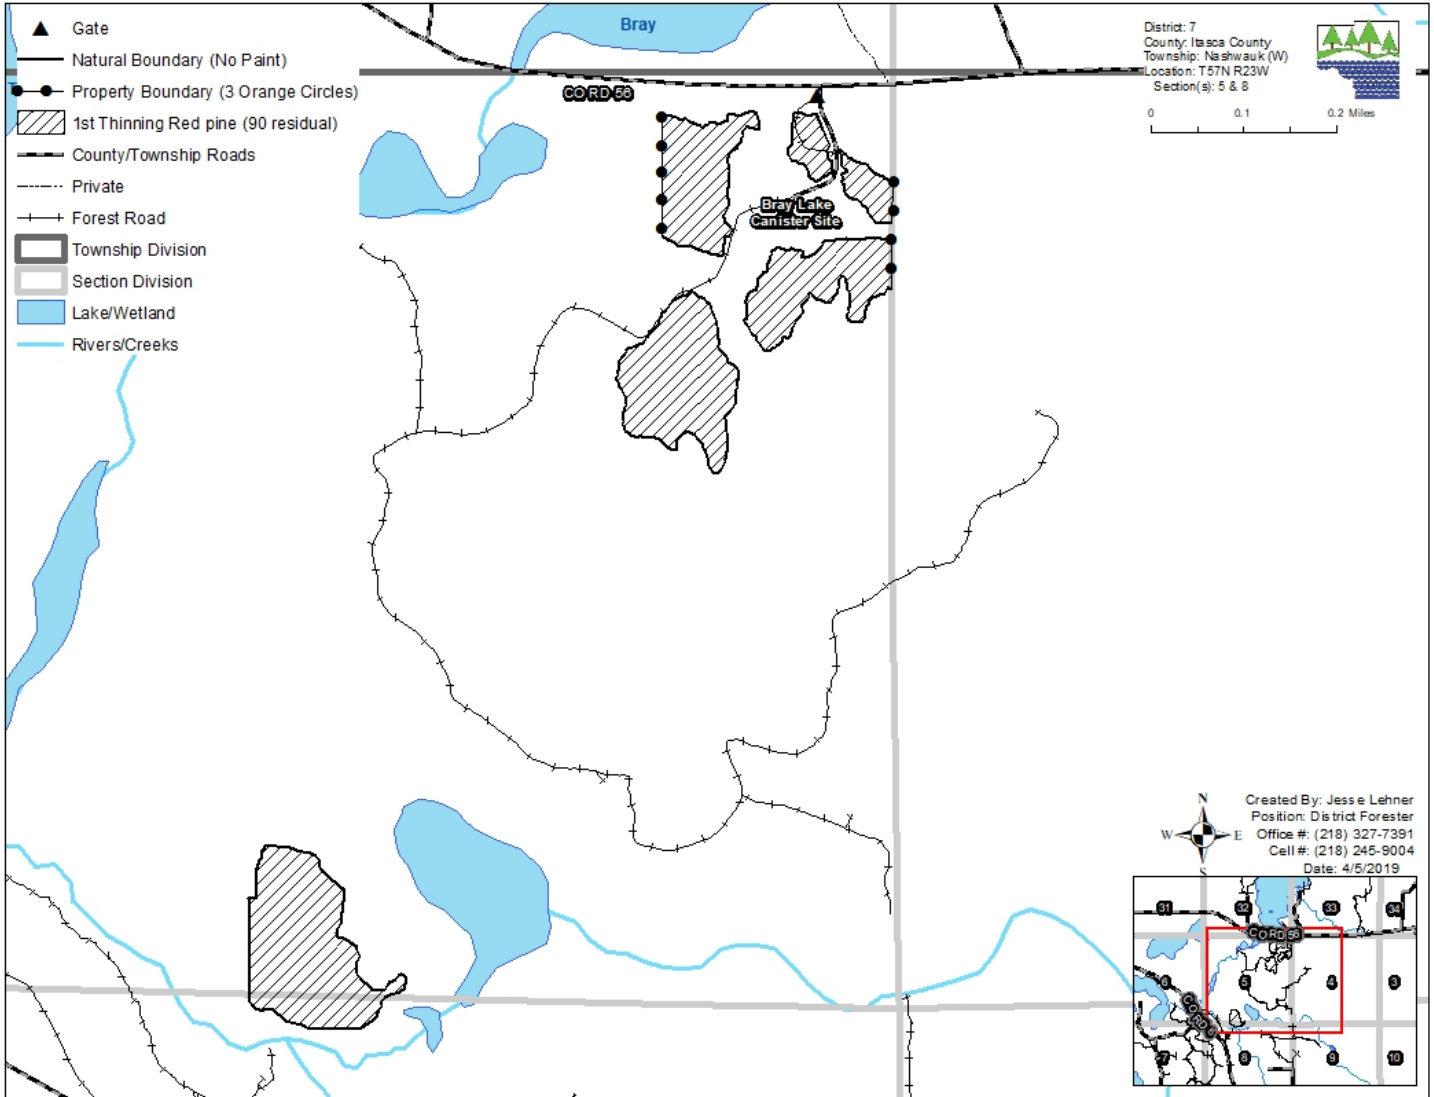 Gate
Natural Boundary (No Paint)
Property Boundary (3 Orange Circles)
1st Thinning Red pine (90 residual)
County/Township Roads
Private
Forest Road
Township Division
Section Division
Lake/Wetland
Rivers/Creeks
Bray
CO RD 56
Bray Lake
Canister Site
District: 7
County: Itasca County
Township: Nashwauk (W)
Location: T57N R23W
Section(s): 5 & 8
0 0.1 0.2 Miles
N
W E
S
Created By: Jesse Lehner
Position: District Forester
Office #: (218) 327-7391
Cell #: (218) 245-9004
Date: 4/5/2019
31 32 33 34
CO RD 56
6 5 4 3
CO RD
7 8 9 10